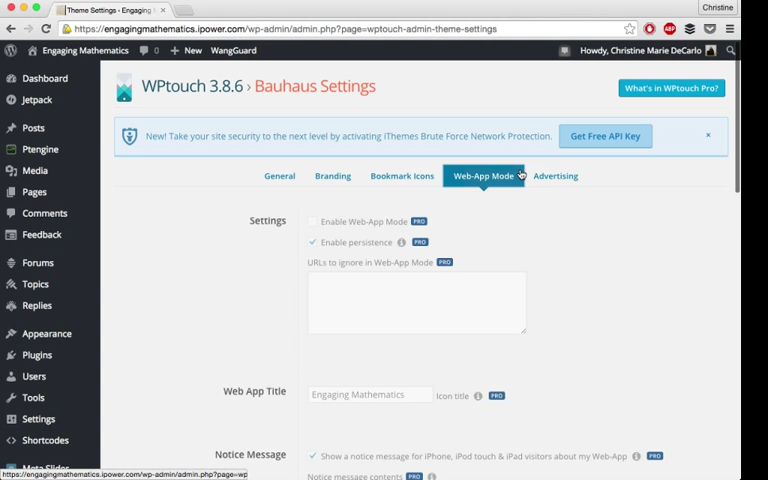 Theme Settings - Engaging
Christine
https://engagingmathematics.ipower.com/wp-admin/admin.php?page=wptouch-admin-theme-settings
Engaging Mathematics 0 + New WangGuard Howdy, Christine Marie DeCarlo
Dashboard
Jetpack
Posts
Ptengine
Media
Pages
Comments
Feedback
Forums
Topics
Replies
Appearance
Plugins
Users
Tools
Settings
Shortcodes
Meta Slider
WPtouch 3.8.6 › Bauhaus Settings
What's in WPtouch Pro?
New! Take your site security to the next level by activating iThemes Brute Force Network Protection. Get Free API Key ×
General Branding Bookmark Icons Web-App Mode Advertising
Settings
Enable Web-App Mode PRO
Enable persistence PRO
URLs to ignore in Web-App Mode PRO
Web App Title
Engaging Mathematics Icon title PRO
Notice Message
Show a notice message for iPhone, iPod touch & iPad visitors about my Web-App PRO
Notice message contents PRO
https://engagingmathematics.ipower.com/wp-admin/admin.php?page=wp